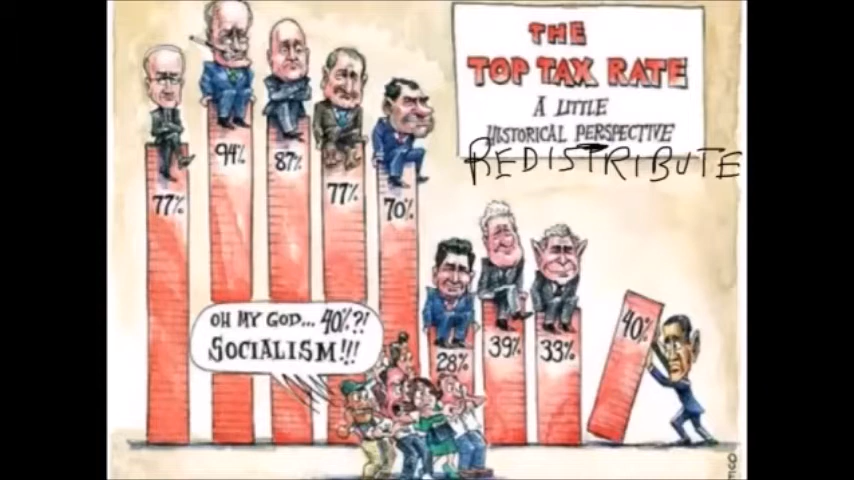 THE
TOP TAX RATE
A LITTLE
HISTORICAL PERSPECTIVE
REDISTRIBUTE
77%
94%
87%
77%
70%
OH MY GOD... 40%?!
SOCIALISM!!!
28%
39%
33%
40%